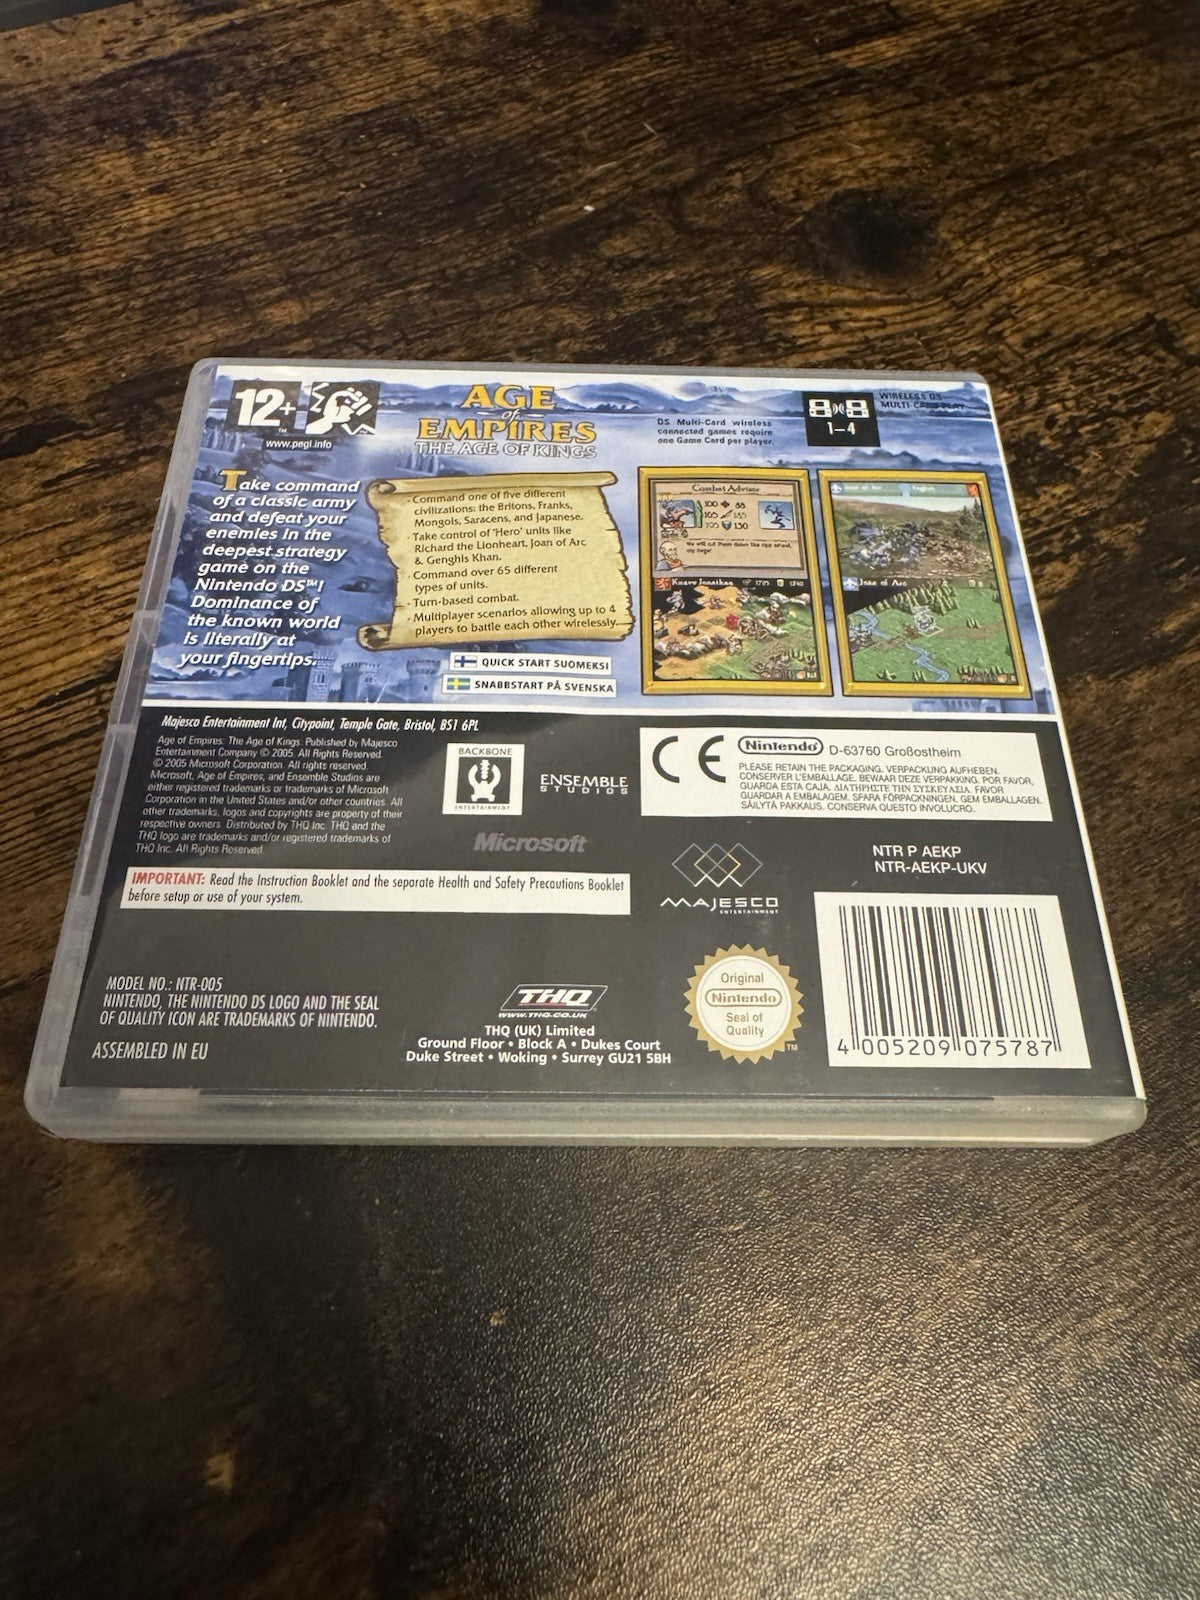 12+
™
www.pegi.info
AGE
of
EMPIRES
THE AGE OF KINGS
DS Multi-Card wireless
connected games require
one Game Card per player.
1-4
WIRELESS DS
MULTI-CARD PLAY
Take command
of a classic army
and defeat your
enemies in the
deepest strategy
game on the
Nintendo DS™!
Dominance of
the known world
is literally at
your fingertips.
- Command one of five different
civilizations: the Britons, Franks,
Mongols, Saracens, and Japanese.
- Take control of 'Hero' units like
Richard the Lionheart, Joan of Arc
& Genghis Khan.
- Command over 65 different
types of units.
- Turn-based combat.
- Multiplayer scenarios allowing up to 4
players to battle each other wirelessly.
QUICK START SUOMEKSI
SNABBSTART PÅ SVENSKA
Combat Advisor
Joan of Arc
Majesco Entertainment Int, Citypoint, Temple Gate, Bristol, BS1 6PL
Age of Empires: The Age of Kings: Published by Majesco
Entertainment Company © 2005. All Rights Reserved.
© 2005 Microsoft Corporation. All rights reserved.
Microsoft, Age of Empires, and Ensemble Studios are
either registered trademarks or trademarks of Microsoft
Corporation in the United States and/or other countries. All
other trademarks, logos and copyrights are property of their
respective owners. Distributed by THQ Inc. THQ and the
THQ logo are trademarks and/or registered trademarks of
THQ Inc. All Rights Reserved.
BACKBONE
ENTERTAINMENT
ENSEMBLE
STUDIOS
Microsoft
CE
Nintendo
D-63760 Großostheim
PLEASE RETAIN THE PACKAGING. VERPACKUNG AUFHEBEN.
CONSERVER L'EMBALLAGE. BEWAAR DEZE VERPAKKING. POR FAVOR,
GUARDA ESTA CAJA. ΔΙΑΤΗΡΗΣΤΕ ΤΗΝ ΣΥΣΚΕΥΑΣΙΑ. FAVOR
GUARDAR A EMBALAGEM. SPARA FÖRPACKNINGEN. GEM EMBALLAGEN.
SÄILYTÄ PAKKAUS. CONSERVA QUESTO INVOLUCRO.
IMPORTANT: Read the Instruction Booklet and the separate Health and Safety Precautions Booklet
before setup or use of your system.
MAJESCO
ENTERTAINMENT
NTR P AEKP
NTR-AEKP-UKV
MODEL NO.: NTR-005
NINTENDO, THE NINTENDO DS LOGO AND THE SEAL
OF QUALITY ICON ARE TRADEMARKS OF NINTENDO.
ASSEMBLED IN EU
THQ
WWW.THQ.CO.UK
THQ (UK) Limited
Ground Floor • Block A • Dukes Court
Duke Street • Woking • Surrey GU21 5BH
Original
Nintendo
Seal of
Quality
TM
4 005209 075787